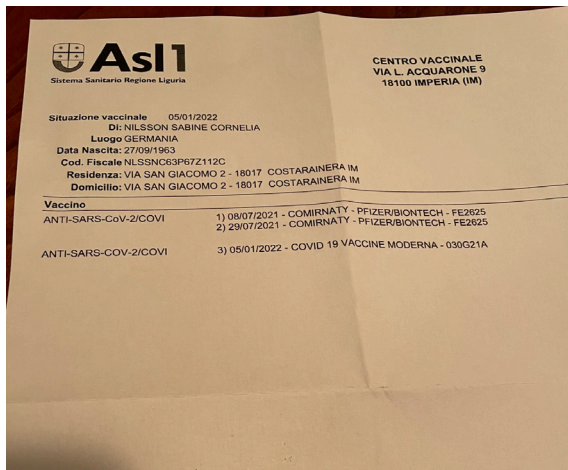 Asl1
Sistema Sanitario Regione Liguria
CENTRO VACCINALE
VIA L. ACQUARONE 9
18100 IMPERIA (IM)
Situazione vaccinale 05/01/2022
Di: NILSSON SABINE CORNELIA
Luogo GERMANIA
Data Nascita: 27/09/1963
Cod. Fiscale NLSSNC63P67Z112C
Residenza: VIA SAN GIACOMO 2 - 18017 COSTARAINERA IM
Domicilio: VIA SAN GIACOMO 2 - 18017 COSTARAINERA IM
Vaccino
ANTI-SARS-CoV-2/COVI 1) 08/07/2021 - COMIRNATY - PFIZER/BIONTECH - FE2625
2) 29/07/2021 - COMIRNATY - PFIZER/BIONTECH - FE2625
ANTI-SARS-COV-2/COVI 3) 05/01/2022 - COVID 19 VACCINE MODERNA - 030G21A